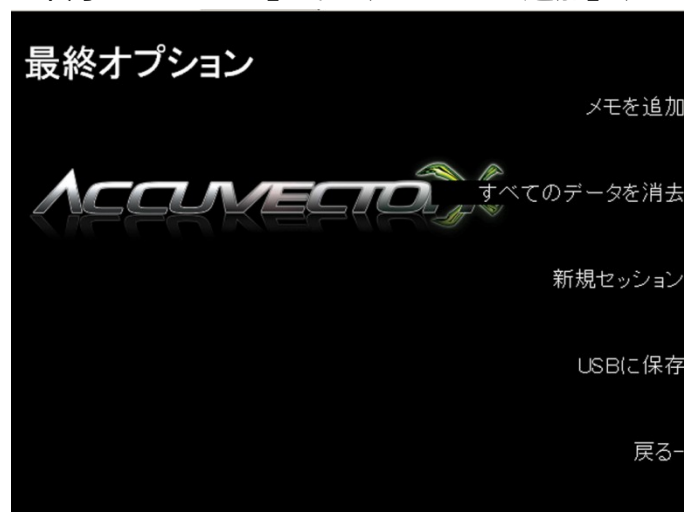 最終オプション
メモを追加
ACCUVECTOR
すべてのデータを消去
新規セッション
USBに保存
戻る-